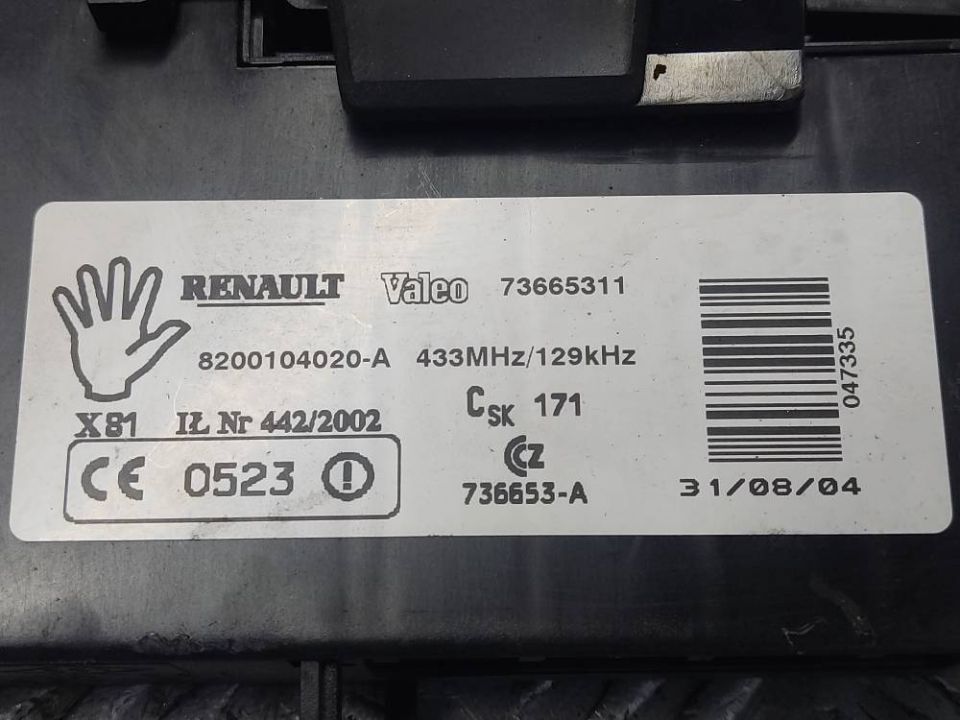 RENAULT Valeo 73665311
8200104020-A 433MHz/129kHz
X81 IŁ Nr 442/2002 CSK 171
CE 0523 ! CZ
736653-A
047335
31/08/04